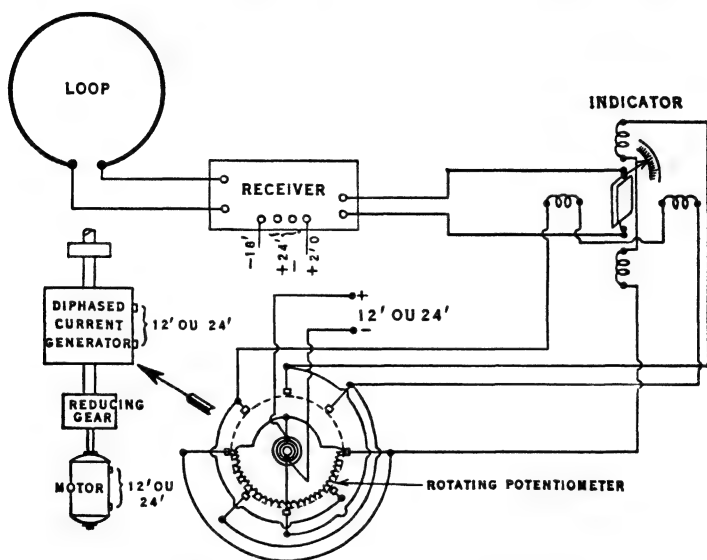 LOOP
INDICATOR
RECEIVER
-18'
+24'
-
+2'0
+
12' OU 24'
-
DIPHASED
CURRENT
GENERATOR
12' OU 24'
REDUCING
GEAR
MOTOR
12' OU
24'
ROTATING POTENTIOMETER